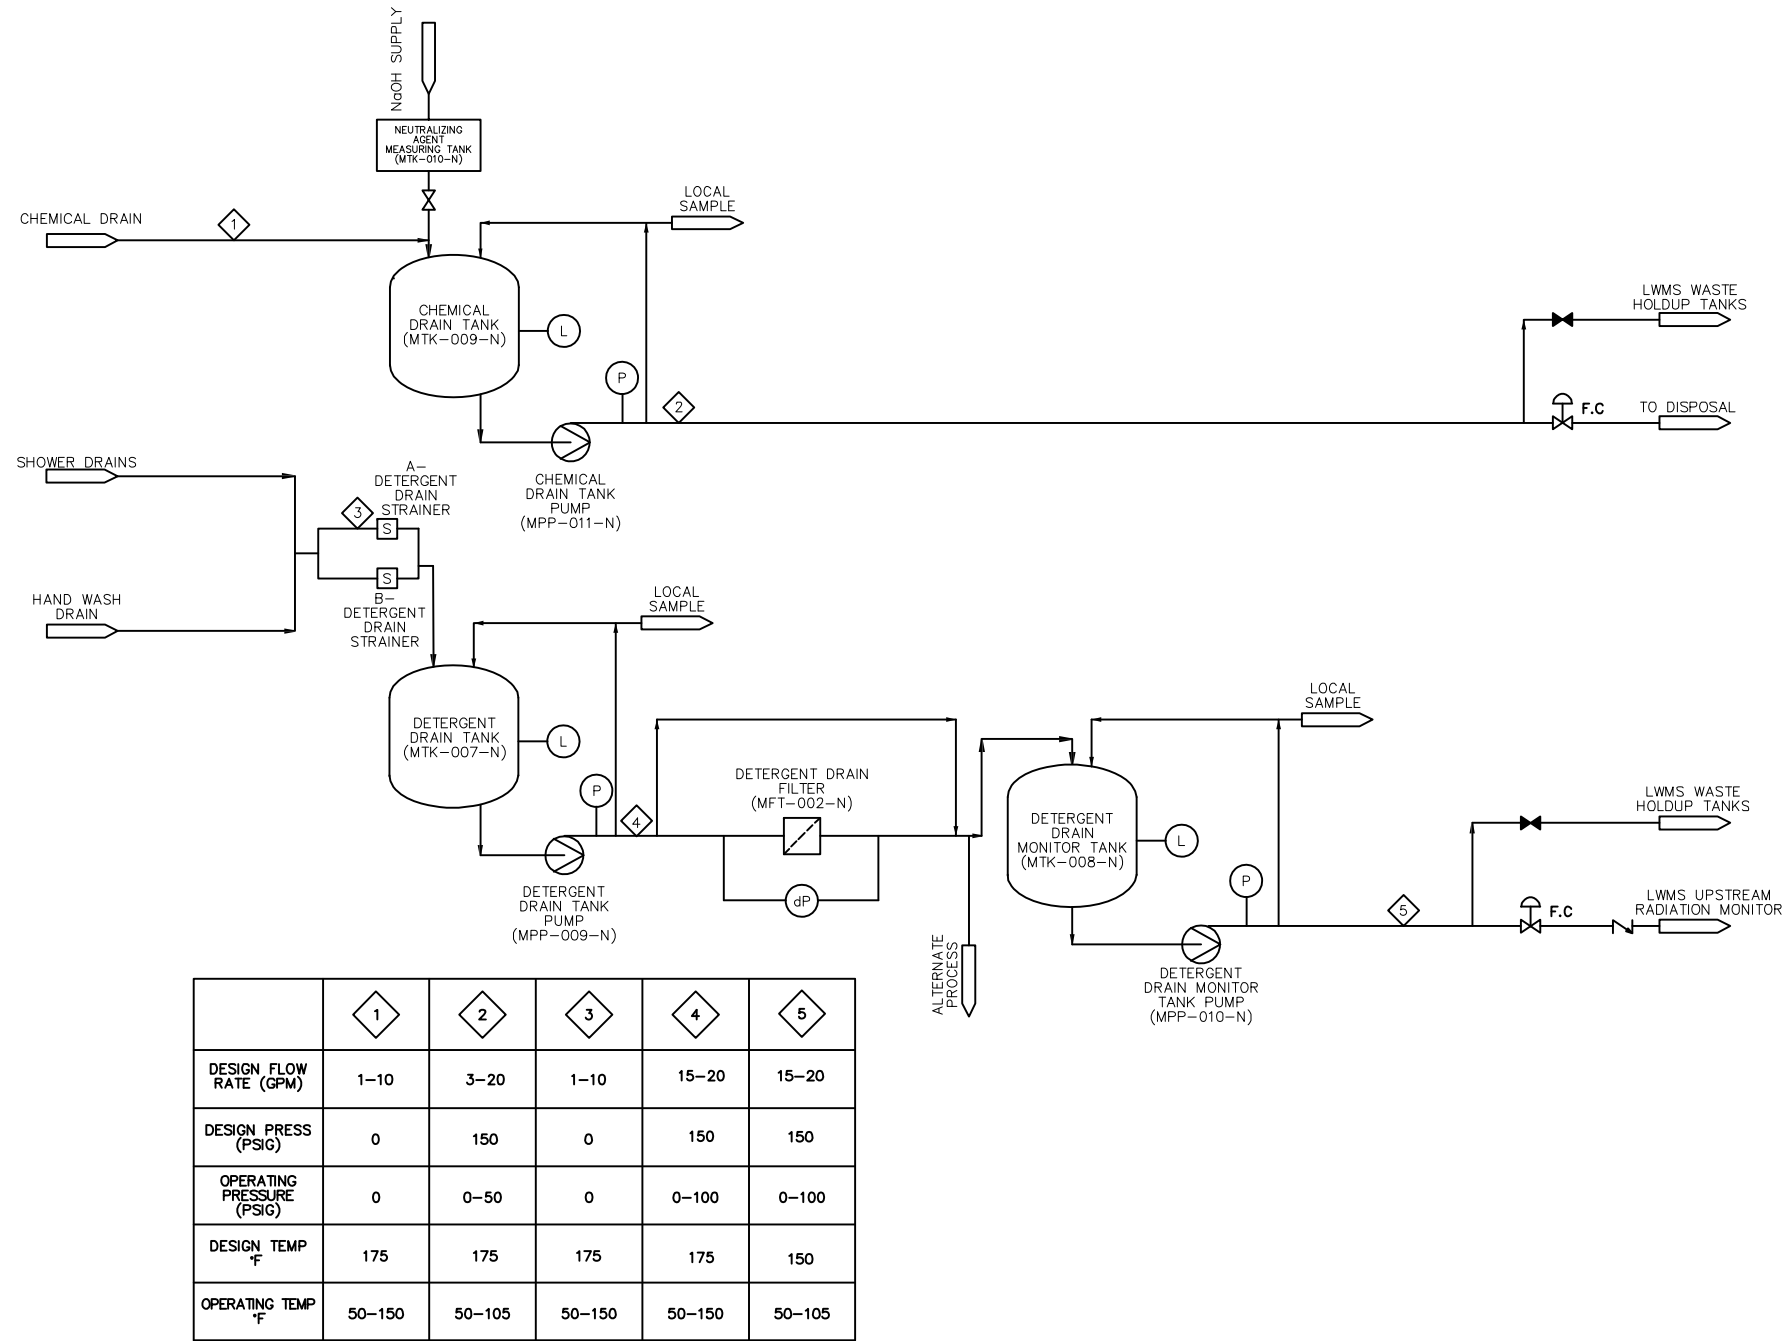 NaOH SUPPLY
NEUTRALIZING
AGENT
MEASURING TANK
(MTK-010-N)
CHEMICAL DRAIN
1
LOCAL
SAMPLE
CHEMICAL
DRAIN TANK
(MTK-009-N)
L
P
2
LWMS WASTE
HOLDUP TANKS
F.C
TO DISPOSAL
CHEMICAL
DRAIN TANK
PUMP
(MPP-011-N)
SHOWER DRAINS
A-
DETERGENT
DRAIN
STRAINER
3
S
S
B-
DETERGENT
DRAIN
STRAINER
HAND WASH
DRAIN
LOCAL
SAMPLE
DETERGENT
DRAIN TANK
(MTK-007-N)
L
P
4
DETERGENT DRAIN
FILTER
(MFT-002-N)
dP
DETERGENT
DRAIN TANK
PUMP
(MPP-009-N)
ALTERNATE
PROCESS
LOCAL
SAMPLE
DETERGENT
DRAIN
MONITOR TANK
(MTK-008-N)
L
P
5
LWMS WASTE
HOLDUP TANKS
F.C
LWMS UPSTREAM
RADIATION MONITOR
DETERGENT
DRAIN MONITOR
TANK PUMP
(MPP-010-N)
1 2 3 4 5
DESIGN FLOW
RATE (GPM)
1-10 3-20 1-10 15-20 15-20
DESIGN PRESS
(PSIG)
0 150 0 150 150
OPERATING
PRESSURE
(PSIG)
0 0-50 0 0-100 0-100
DESIGN TEMP
°F
175 175 175 175 150
OPERATING TEMP
°F
50-150 50-105 50-150 50-150 50-105